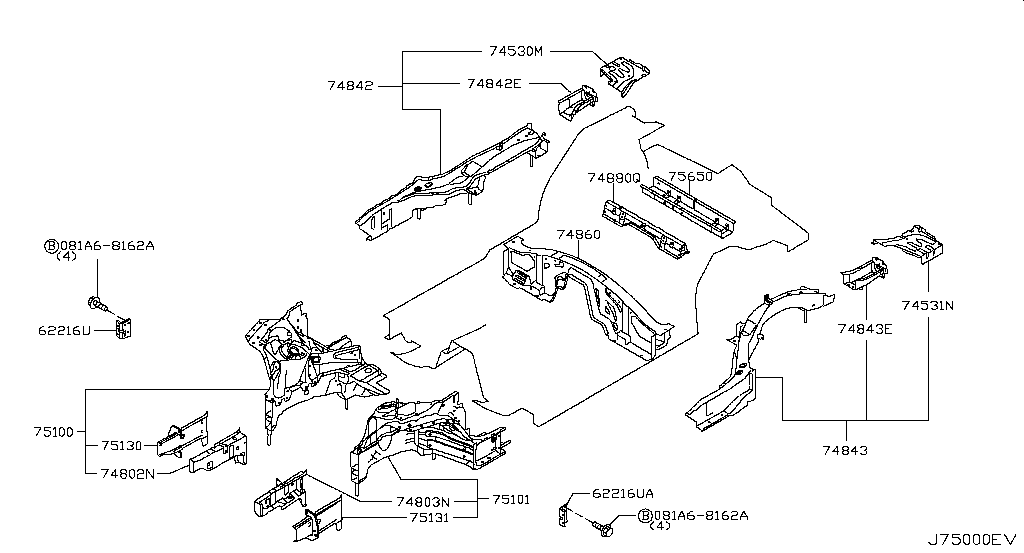 74530M
74842
74842E
74880Q
75650
Ⓑ081A6-8162A
(4)
74860
62216U
74531N
74843E
75100
75130
74802N
74843
74803N
75101
75131
62216UA
Ⓑ081A6-8162A
(4)
J75000EV